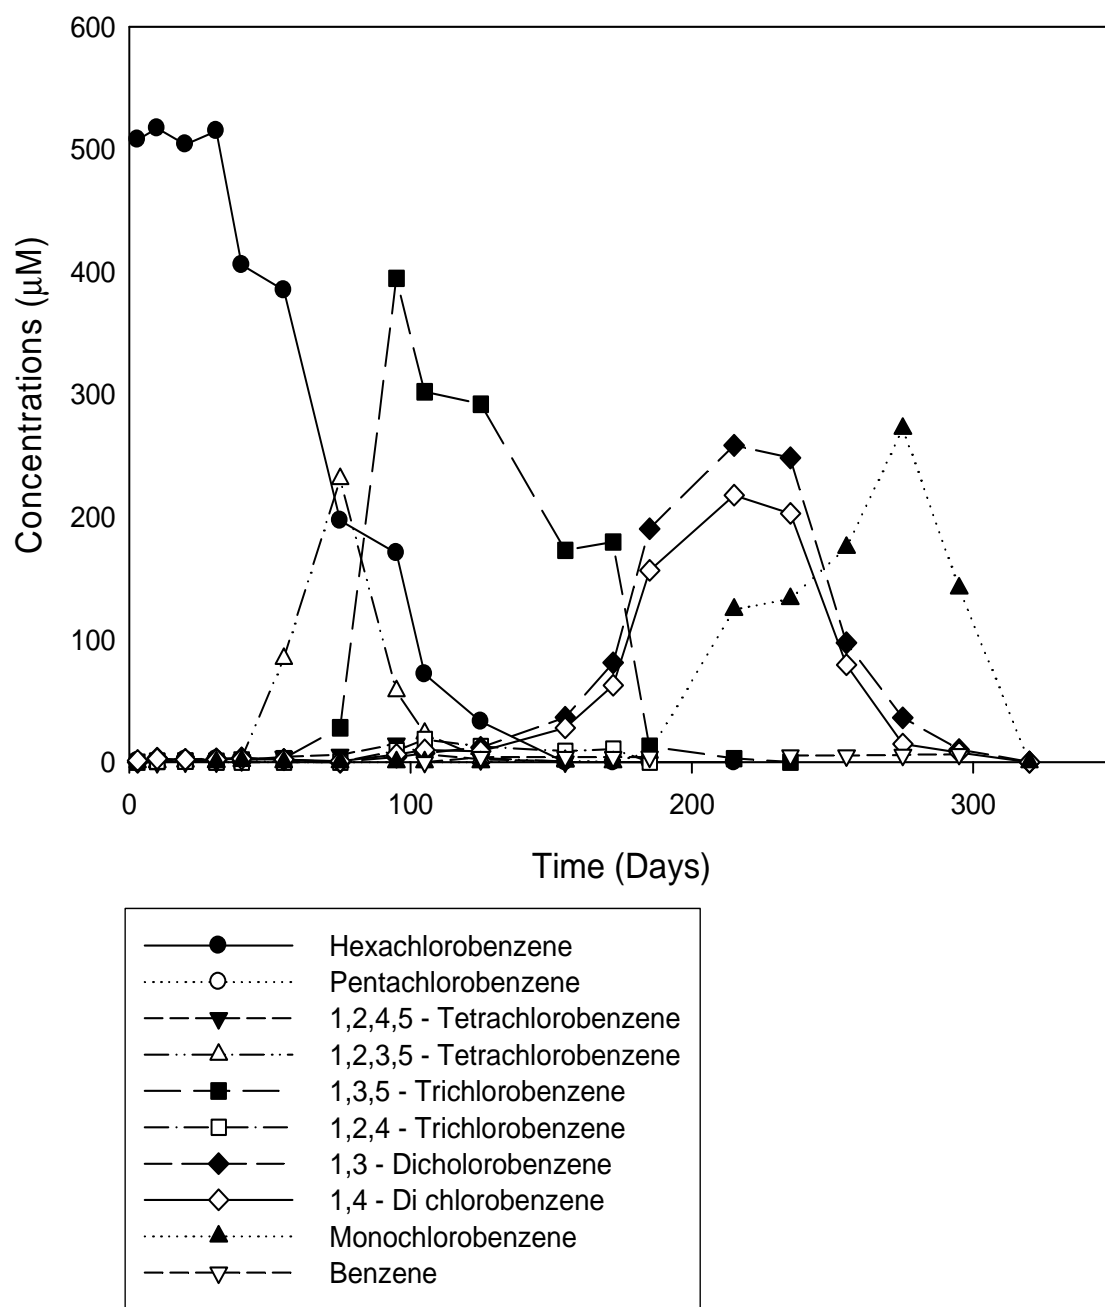 600
500
400
300
200
100
0
Concentrations (μM)
0 100 200 300
Time (Days)
Hexachlorobenzene
Pentachlorobenzene
1,2,4,5 - Tetrachlorobenzene
1,2,3,5 - Tetrachlorobenzene
1,3,5 - Trichlorobenzene
1,2,4 - Trichlorobenzene
1,3 - Dicholorobenzene
1,4 - Di chlorobenzene
Monochlorobenzene
Benzene